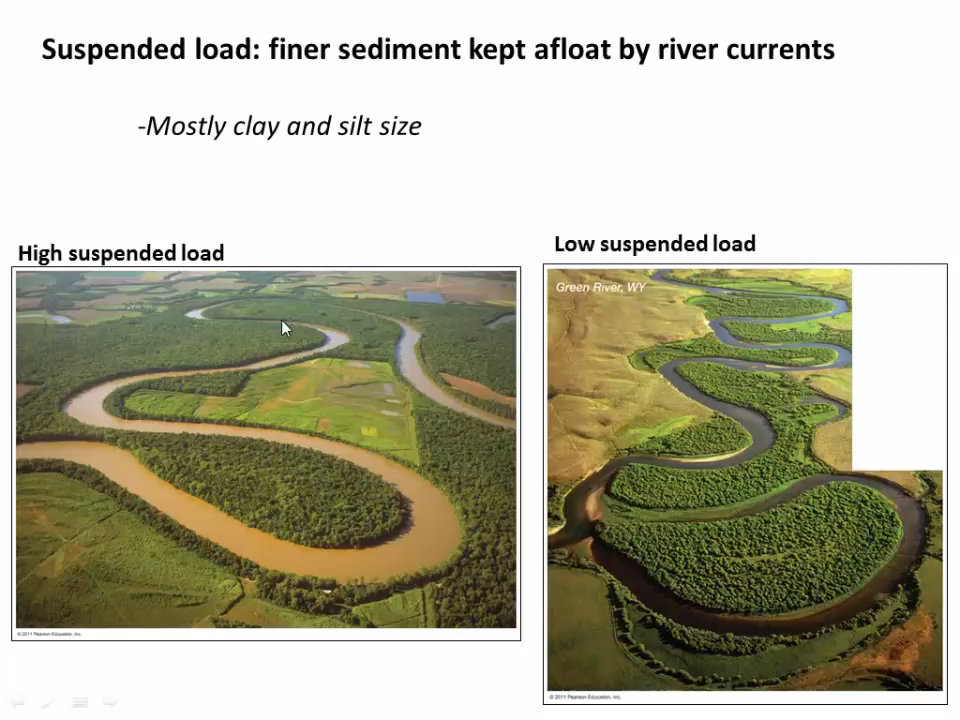 Suspended load: finer sediment kept afloat by river currents
-Mostly clay and silt size
High suspended load
Low suspended load
Green River, WY
© 2011 Pearson Education, Inc.
© 2011 Pearson Education, Inc.